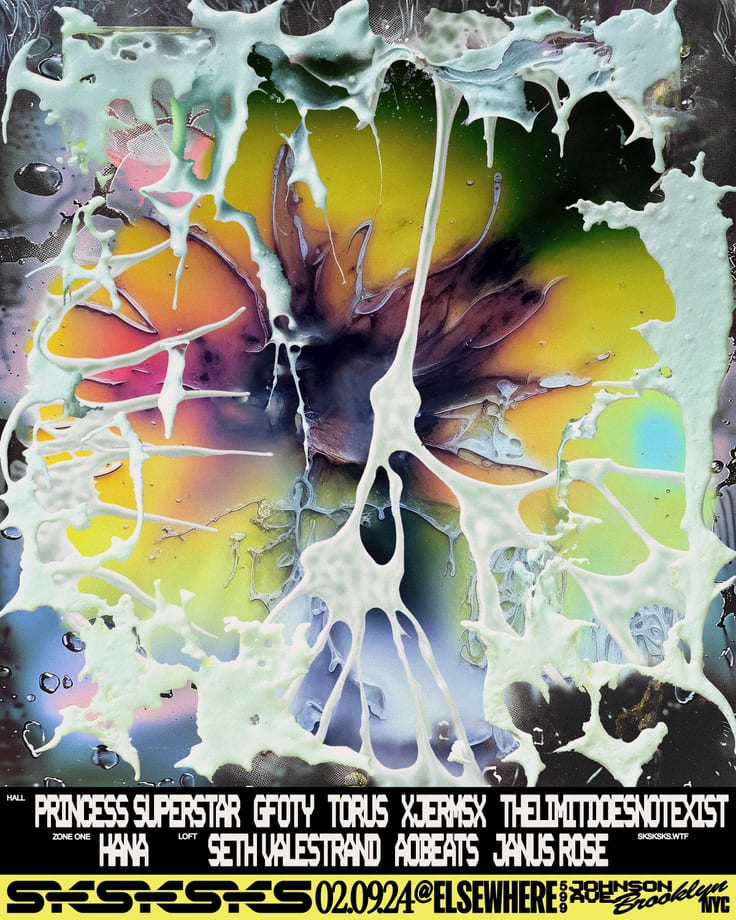 HALL PRINCESS SUPERSTAR GFOTY TORUS XJERMSX THELIMITDOESNOTEXIST
ZONE ONE HANA LOFT SETH VALESTRAND AOBEATS JANUS ROSE SKSKSKS.WTF
SKSKSKS 02.09.24@ELSEWHERE 599 JOHNSON AVE Brooklyn NYC